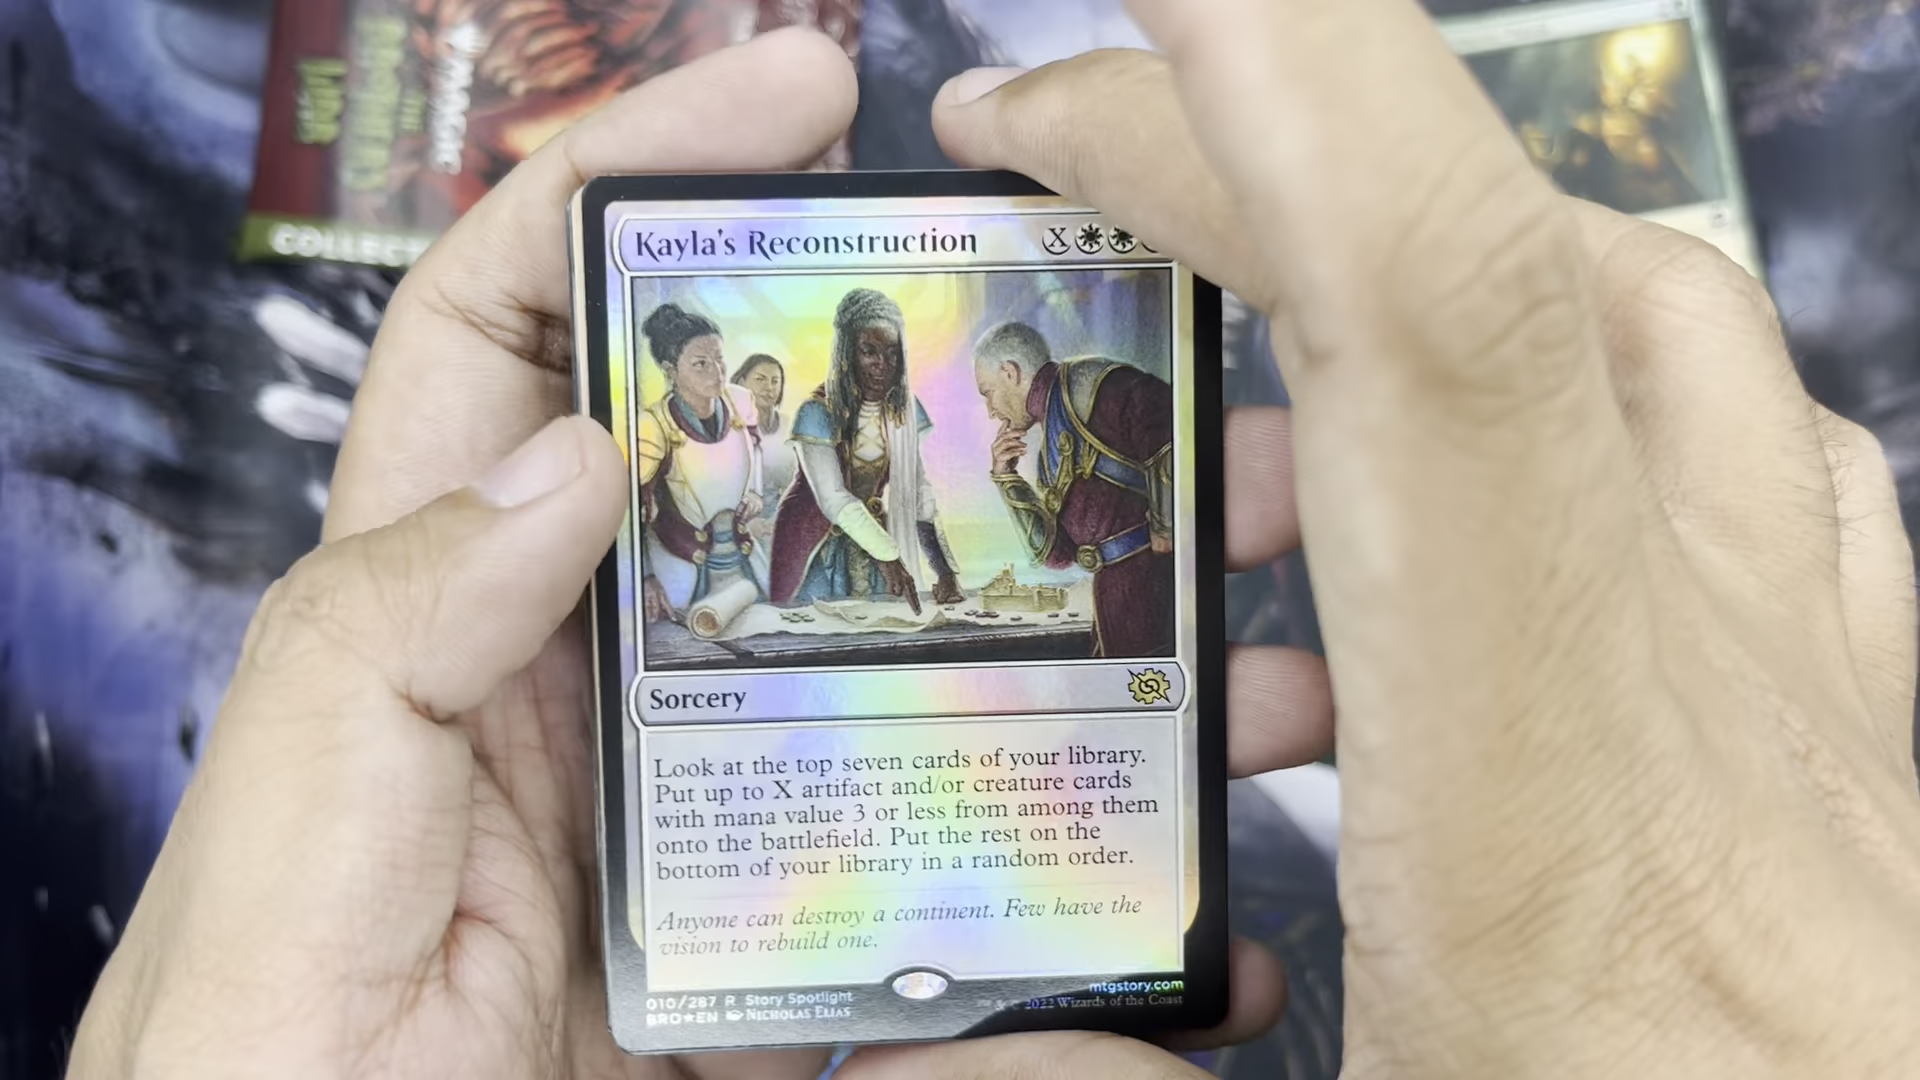 COLLECT
Kayla's Reconstruction
X
Sorcery
Look at the top seven cards of your library.
Put up to X artifact and/or creature cards
with mana value 3 or less from among them
onto the battlefield. Put the rest on the
bottom of your library in a random order.
Anyone can destroy a continent. Few have the
vision to rebuild one.
010/287 R Story Spotlight
BRO★EN NICHOLAS ELIAS
mtgstory.com
™ & © 2022 Wizards of the Coast